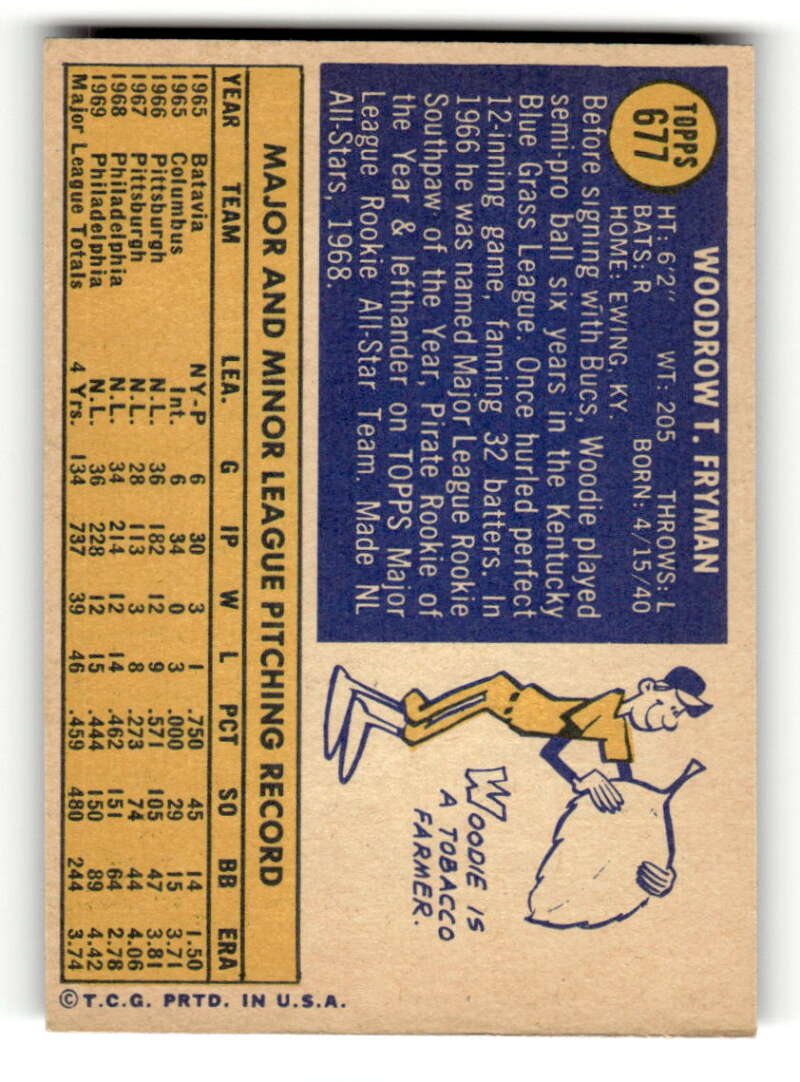 TOPPS
677
WOODROW T. FRYMAN
HT: 6'2" WT: 205 THROWS: L
BATS: R BORN: 4/15/40
HOME: EWING, KY.
Before signing with Bucs, Woodie played
semi-pro ball six years in the Kentucky
Blue Grass League. Once hurled perfect
12-inning game, fanning 32 batters. In
1966 he was named Major League Rookie
Southpaw of the Year, Pirate Rookie of
the Year & lefthander on TOPPS Major
League Rookie All-Star Team. Made NL
All-Stars, 1968.
WOODIE IS
A TOBACCO
FARMER.
MAJOR AND MINOR LEAGUE PITCHING RECORD
YEAR TEAM LEA. G IP W L PCT SO BB ERA
1965 Batavia NY-P 6 30 3 1 .750 45 14 1.50
1965 Columbus Int. 6 34 0 3 .000 29 15 3.71
1966 Pittsburgh N.L. 36 182 12 9 .571 105 47 3.81
1967 Pittsburgh N.L. 28 113 3 8 .273 74 44 4.06
1968 Philadelphia N.L. 34 214 12 14 .462 151 64 2.78
1969 Philadelphia N.L. 36 228 12 15 .444 150 89 4.42
Major League Totals 4 Yrs. 134 737 39 46 .459 480 244 3.74
©T.C.G. PRTD. IN U.S.A.